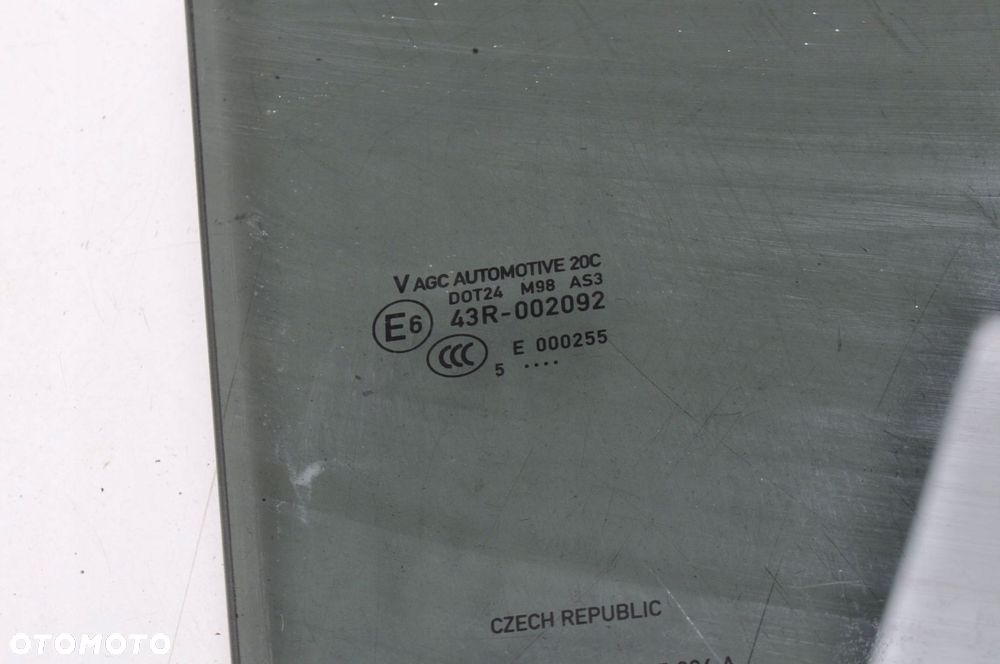 V AGC AUTOMOTIVE 20C
DOT24 M98 AS3
E6 43R-002092
CCC E 000255
5 ····
CZECH REPUBLIC
OTOMOTO